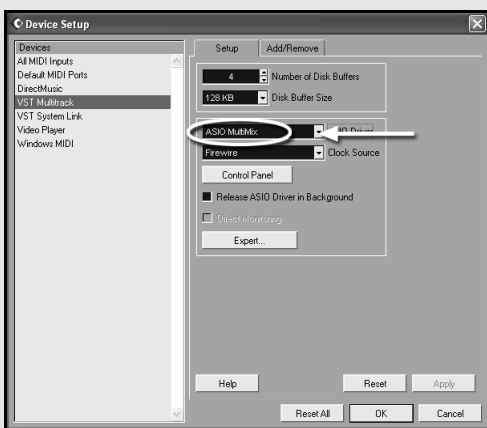 Device Setup
Devices
All MIDI Inputs
Default MIDI Ports
DirectMusic
VST Multitrack
VST System Link
Video Player
Windows MIDI
Setup
Add/Remove
4 Number of Disk Buffers
128 KB Disk Buffer Size
ASIO MultiMix Driver
Firewire Clock Source
Control Panel
Release ASIO Driver in Background
Direct Monitoring
Expert...
Help
Reset
Apply
Reset All
OK
Cancel